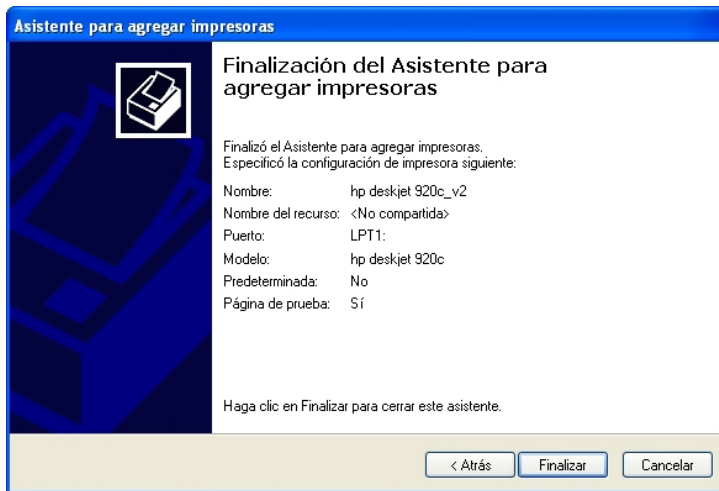 Asistente para agregar impresoras
Finalización del Asistente para
agregar impresoras
Finalizó el Asistente para agregar impresoras.
Especificó la configuración de impresora siguiente:
Nombre: hp deskjet 920c_v2
Nombre del recurso: <No compartida>
Puerto: LPT1:
Modelo: hp deskjet 920c
Predeterminada: No
Página de prueba: Sí
Haga clic en Finalizar para cerrar este asistente.
< Atrás Finalizar Cancelar